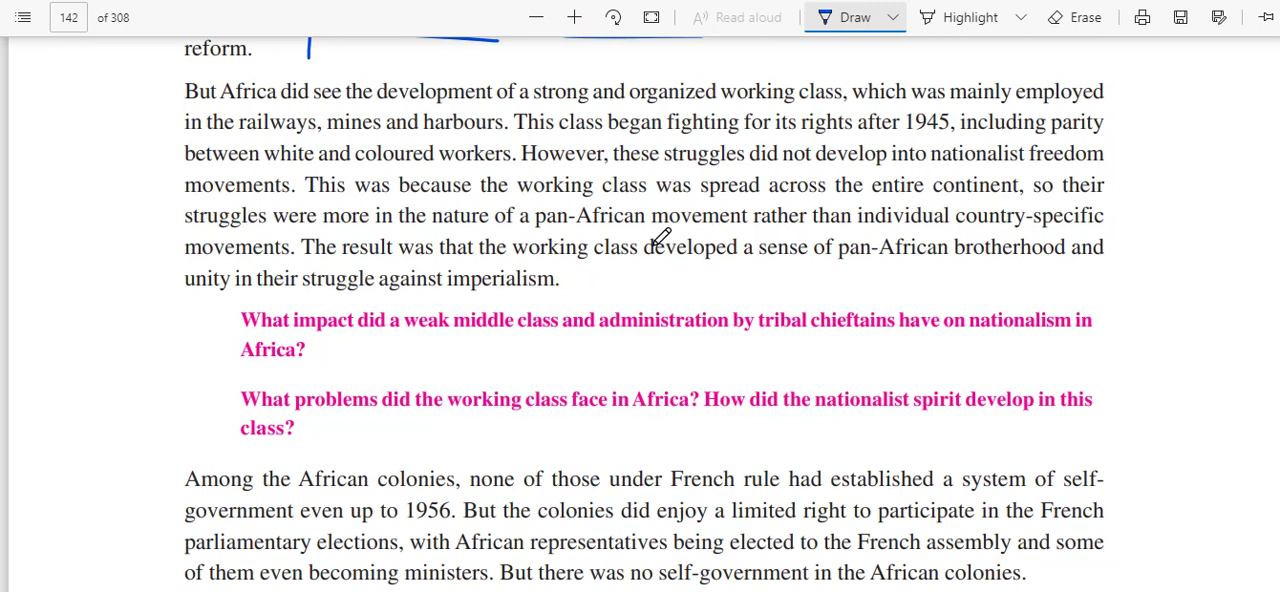 142 of 308 Read aloud Draw Highlight Erase
reform.
But Africa did see the development of a strong and organized working class, which was mainly employed
in the railways, mines and harbours. This class began fighting for its rights after 1945, including parity
between white and coloured workers. However, these struggles did not develop into nationalist freedom
movements. This was because the working class was spread across the entire continent, so their
struggles were more in the nature of a pan-African movement rather than individual country-specific
movements. The result was that the working class developed a sense of pan-African brotherhood and
unity in their struggle against imperialism.
What impact did a weak middle class and administration by tribal chieftains have on nationalism in
Africa?
What problems did the working class face in Africa? How did the nationalist spirit develop in this
class?
Among the African colonies, none of those under French rule had established a system of self-
government even up to 1956. But the colonies did enjoy a limited right to participate in the French
parliamentary elections, with African representatives being elected to the French assembly and some
of them even becoming ministers. But there was no self-government in the African colonies.